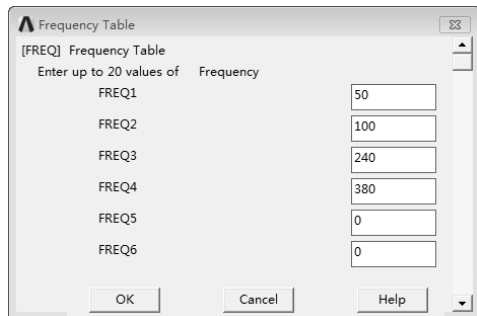 Frequency Table
[FREQ] Frequency Table
Enter up to 20 values of Frequency
FREQ1 50
FREQ2 100
FREQ3 240
FREQ4 380
FREQ5 0
FREQ6 0
OK Cancel Help